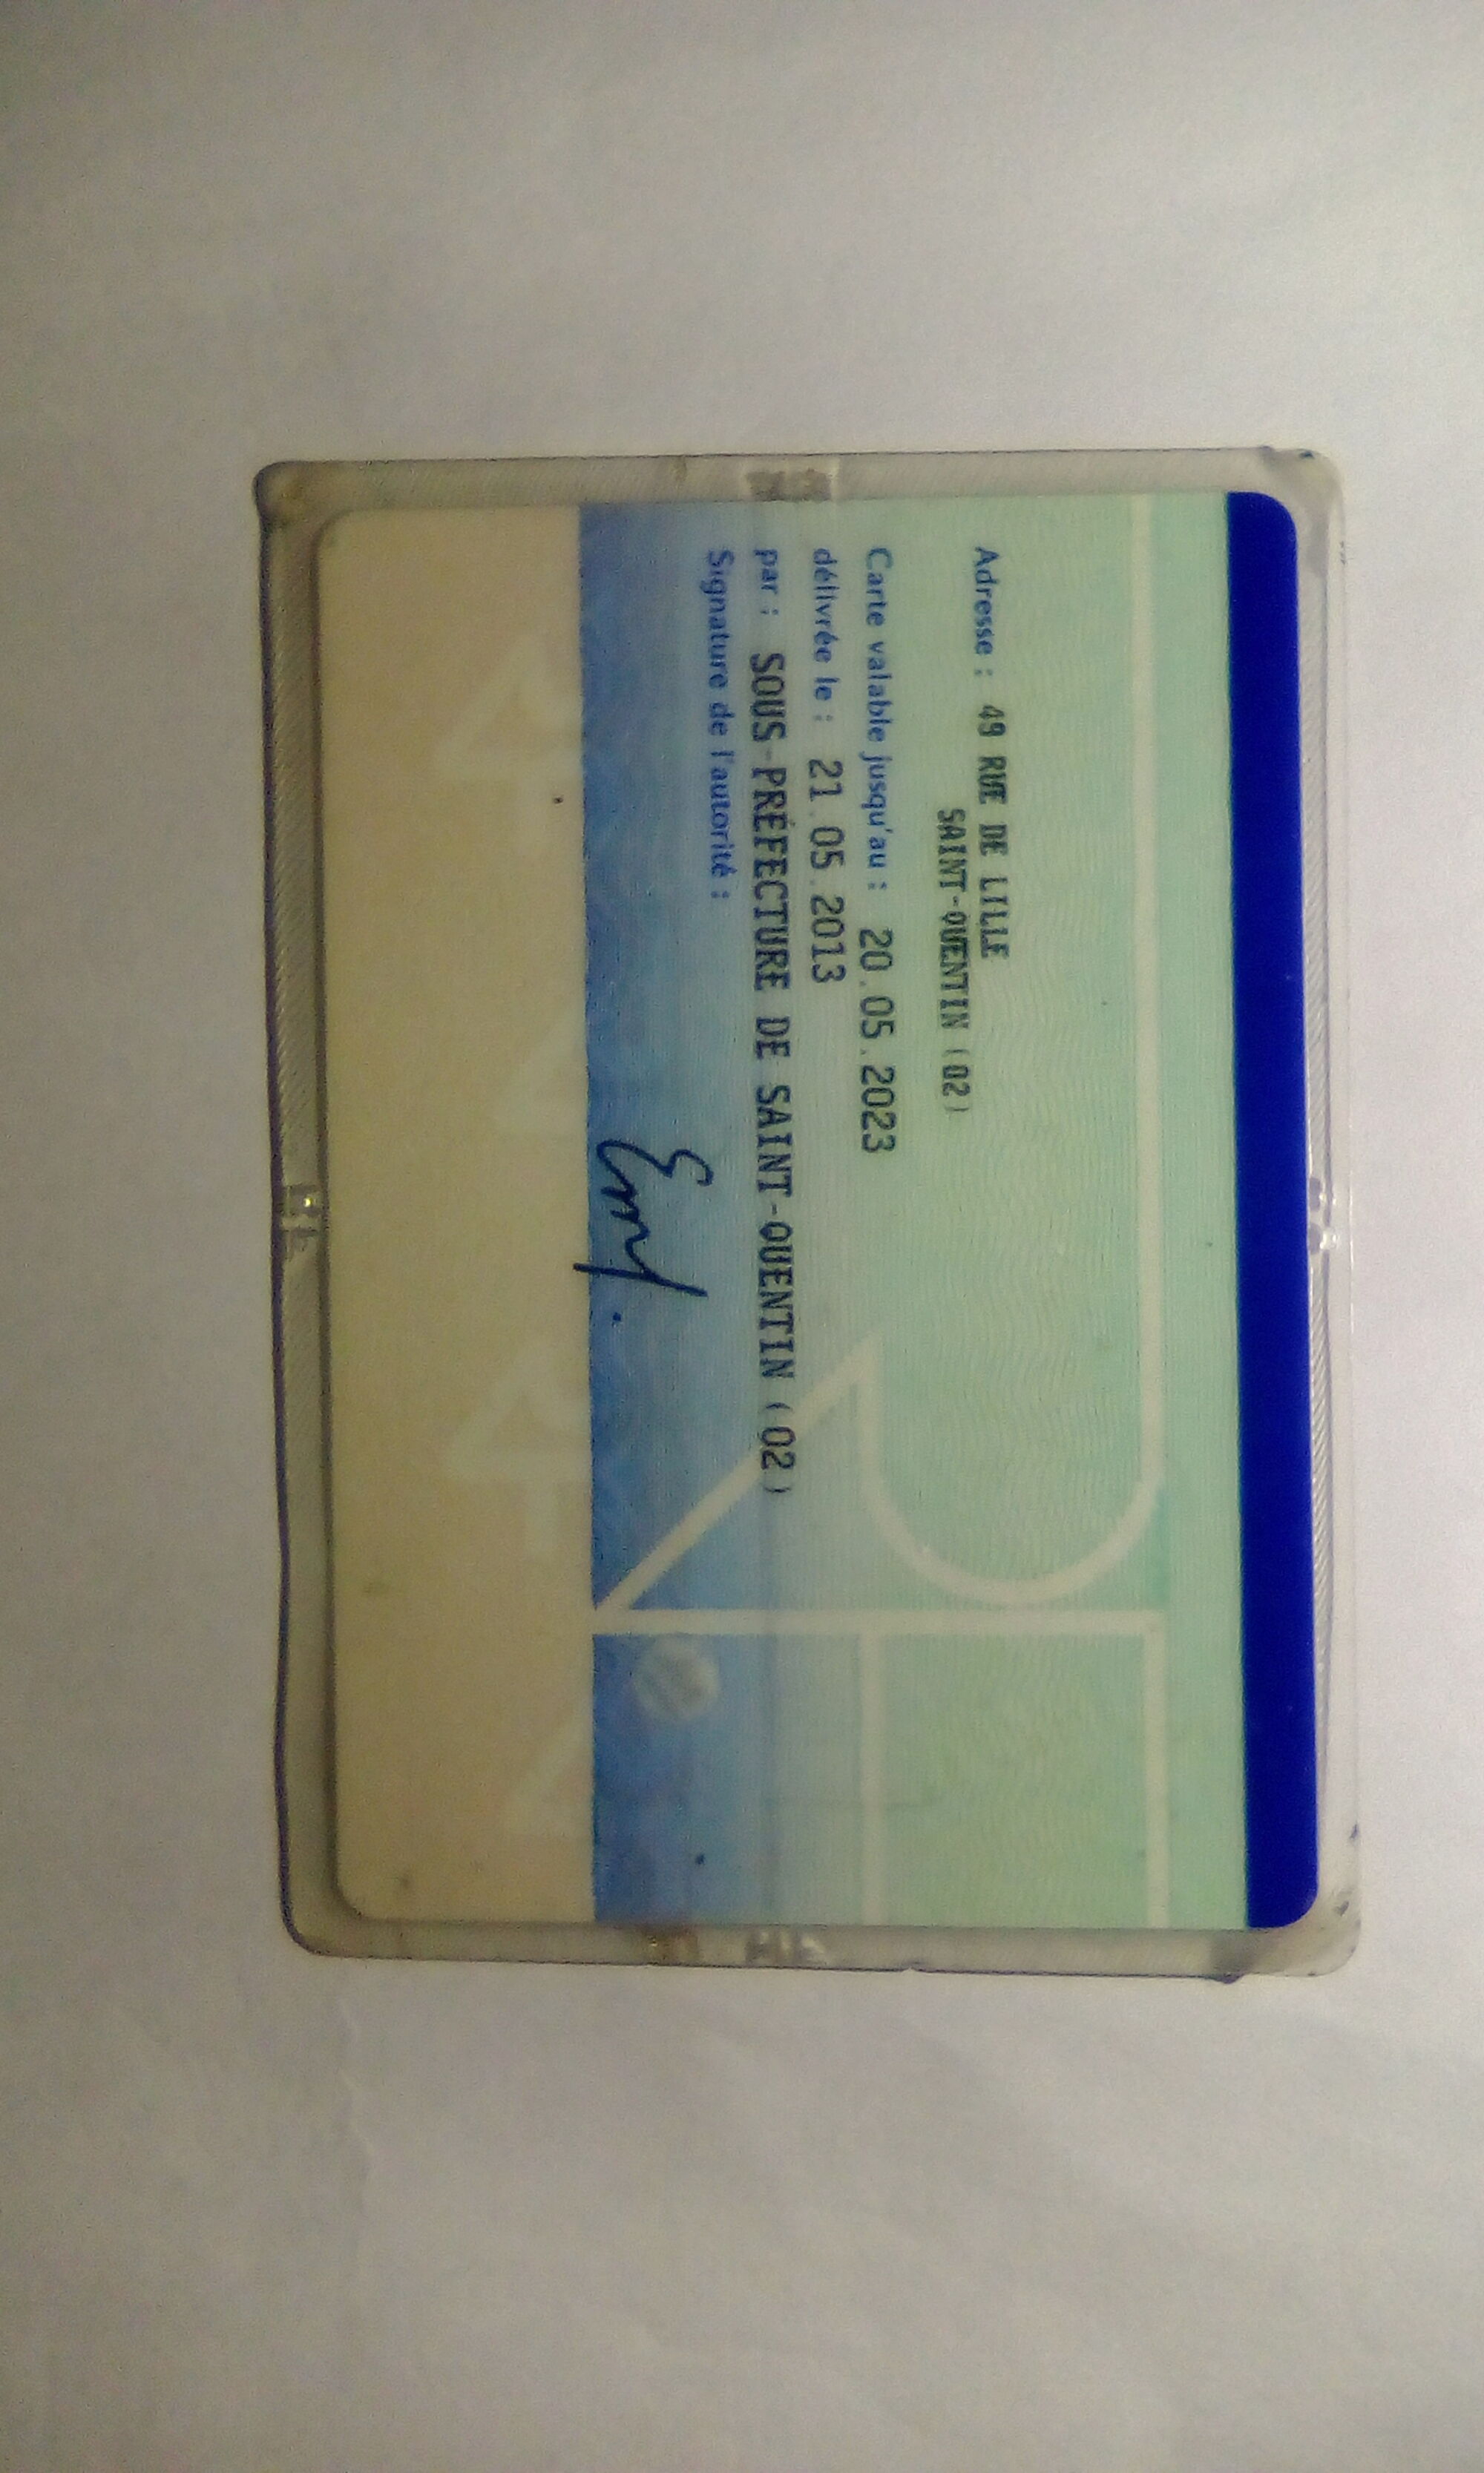 Adresse : 49 RUE DE LILLE
SAINT-QUENTIN (02)
Carte valable jusqu'au : 20.05.2023
délivrée le : 21.05.2013
par : SOUS-PRÉFECTURE DE SAINT-QUENTIN (02)
Signature de l'autorité :